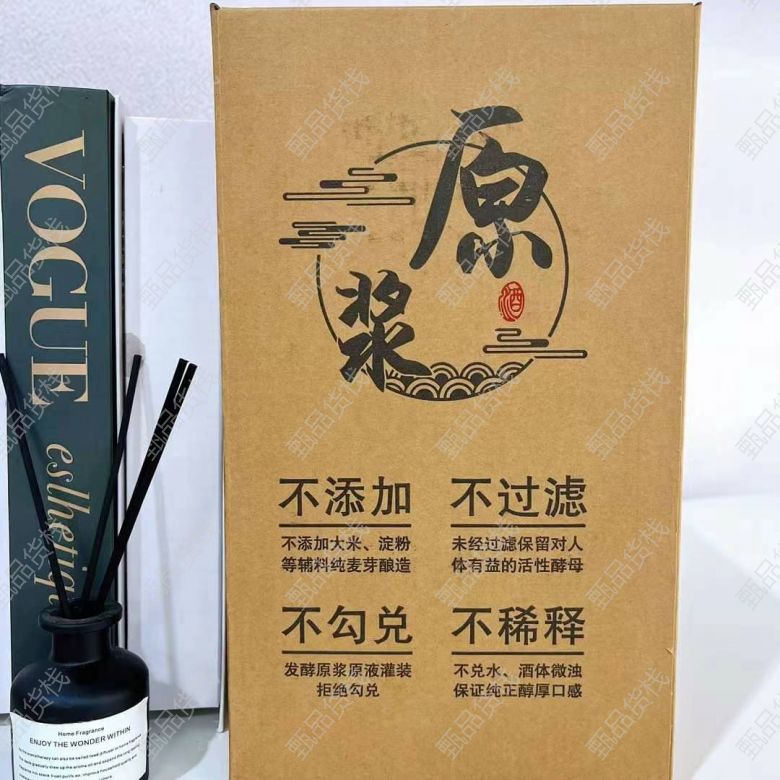 VOGUE
esthetiq
原
浆
酒
不添加
不添加大米、淀粉
等辅料纯麦芽酿造
不过滤
未经过滤保留对人
体有益的活性酵母
不勾兑
发酵原浆原液灌装
拒绝勾兑
不稀释
不兑水、酒体微浊
保证纯正醇厚口感
Home Fragrance
ENJOY THE WONDER WITHIN
甄品货栈